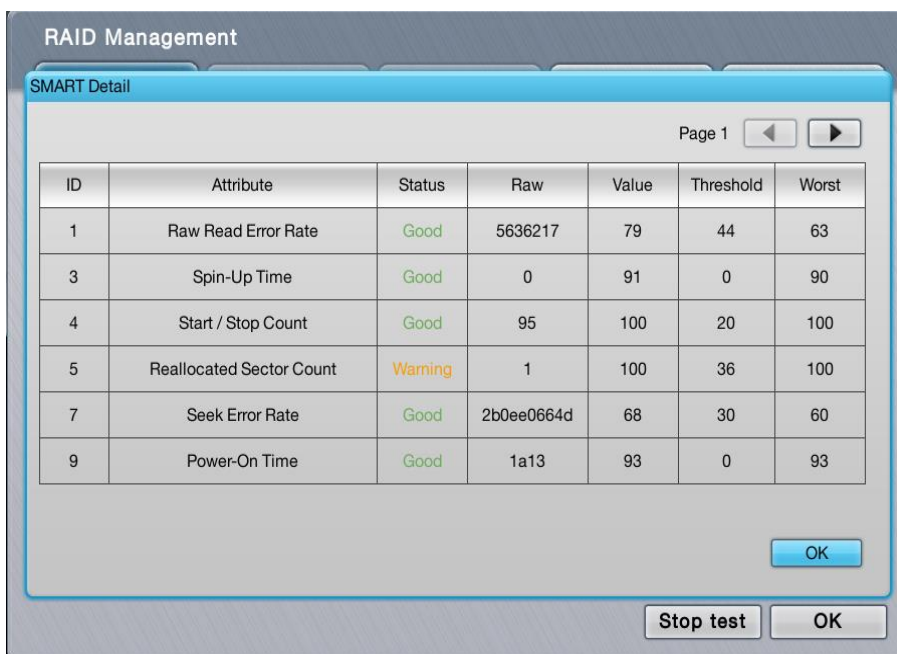 RAID Management
SMART Detail
Page 1
ID Attribute Status Raw Value Threshold Worst
1 Raw Read Error Rate Good 5636217 79 44 63
3 Spin-Up Time Good 0 91 0 90
4 Start / Stop Count Good 95 100 20 100
5 Reallocated Sector Count Warning 1 100 36 100
7 Seek Error Rate Good 2b0ee0664d 68 30 60
9 Power-On Time Good 1a13 93 0 93
OK
Stop test OK